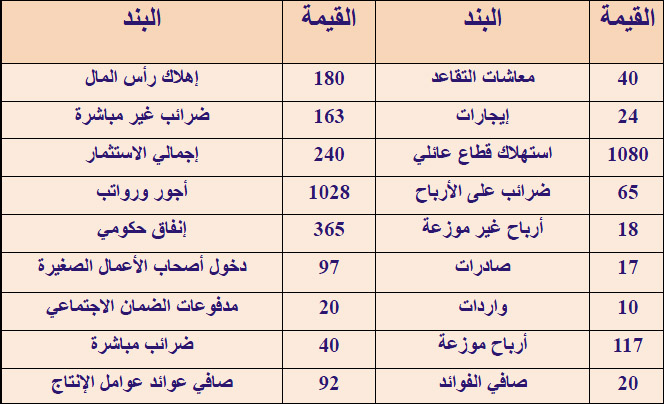 القيمة البند القيمة البند
40 معاشات التقاعد 180 إهلاك رأس المال
24 إيجارات 163 ضرائب غير مباشرة
1080 استهلاك قطاع عائلي 240 إجمالي الاستثمار
65 ضرائب على الأرباح 1028 أجور ورواتب
18 أرباح غير موزعة 365 إنفاق حكومي
17 صادرات 97 دخول أصحاب الأعمال الصغيرة
10 واردات 20 مدفوعات الضمان الاجتماعي
117 أرباح موزعة 40 ضرائب مباشرة
20 صافي الفوائد 92 صافي عوائد عوامل الإنتاج